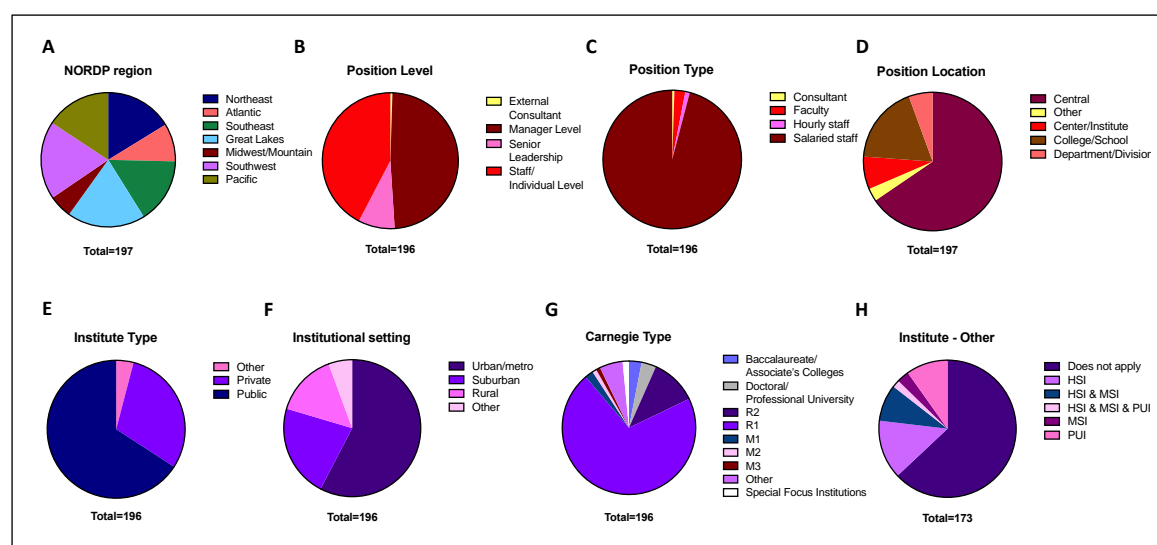 A
NORDP region
Northeast
Atlantic
Southeast
Great Lakes
Midwest/Mountain
Southwest
Pacific
Total=197
B
Position Level
External
Consultant
Manager Level
Senior
Leadership
Staff/
Individual Level
Total=196
C
Position Type
Consultant
Faculty
Hourly staff
Salaried staff
Total=196
D
Position Location
Central
Other
Center/Institute
College/School
Department/Division
Total=197
E
Institute Type
Other
Private
Public
Total=196
F
Institutional setting
Urban/metro
Suburban
Rural
Other
Total=196
G
Carnegie Type
Baccalaureate/
Associate's Colleges
Doctoral/
Professional University
R2
R1
M1
M2
M3
Other
Special Focus Institutions
Total=196
H
Institute - Other
Does not apply
HSI
HSI & MSI
HSI & MSI & PUI
MSI
PUI
Total=173